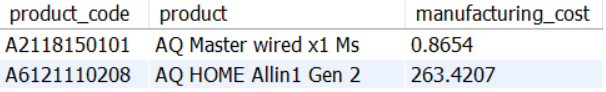 product_code product manufacturing_cost
A2118150101 AQ Master wired x1 Ms 0.8654
A6121110208 AQ HOME Allin1 Gen 2 263.4207